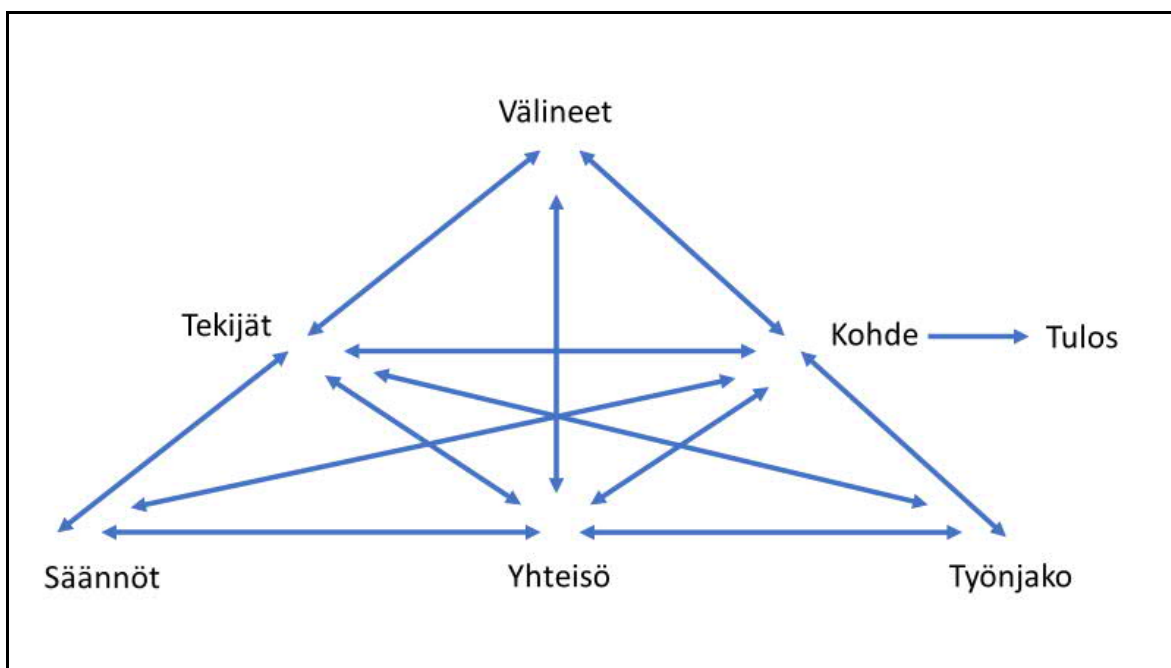 Välineet
Tekijät
Kohde
Tulos
Säännöt
Yhteisö
Työnjako